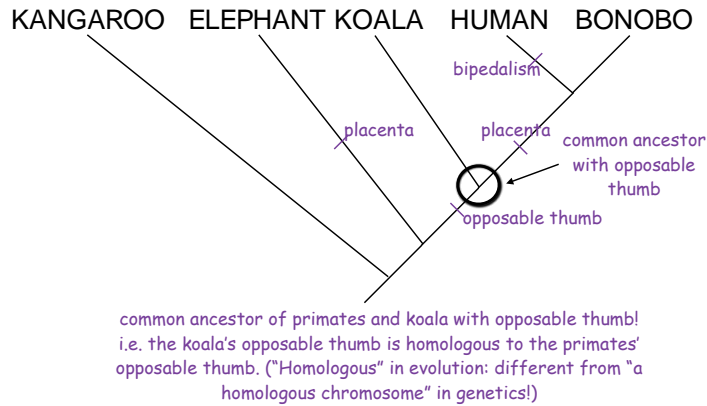 KANGAROO ELEPHANT KOALA HUMAN BONOBO
bipedalism
placenta
placenta
common ancestor
with opposable
thumb
opposable thumb
common ancestor of primates and koala with opposable thumb!
i.e. the koala’s opposable thumb is homologous to the primates’
opposable thumb. (“Homologous” in evolution: different from “a
homologous chromosome” in genetics!)